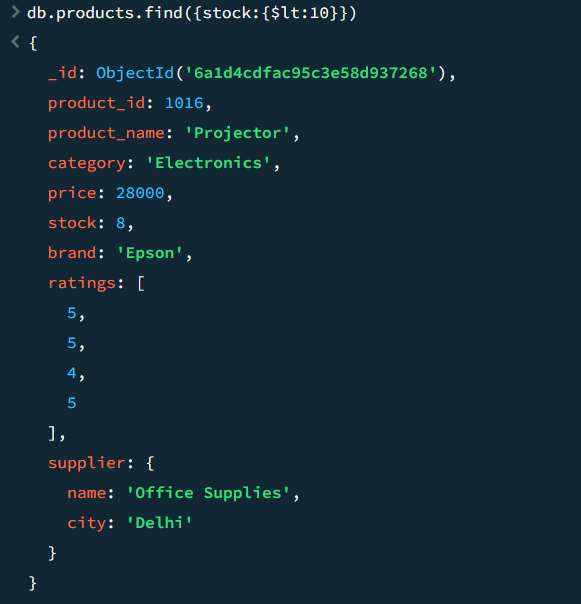 > db.products.find({stock:{$lt:10}})
< {
_id: ObjectId('6a1d4cdfac95c3e58d937268'),
product_id: 1016,
product_name: 'Projector',
category: 'Electronics',
price: 28000,
stock: 8,
brand: 'Epson',
ratings: [
5,
5,
4,
5
],
supplier: {
name: 'Office Supplies',
city: 'Delhi'
}
}